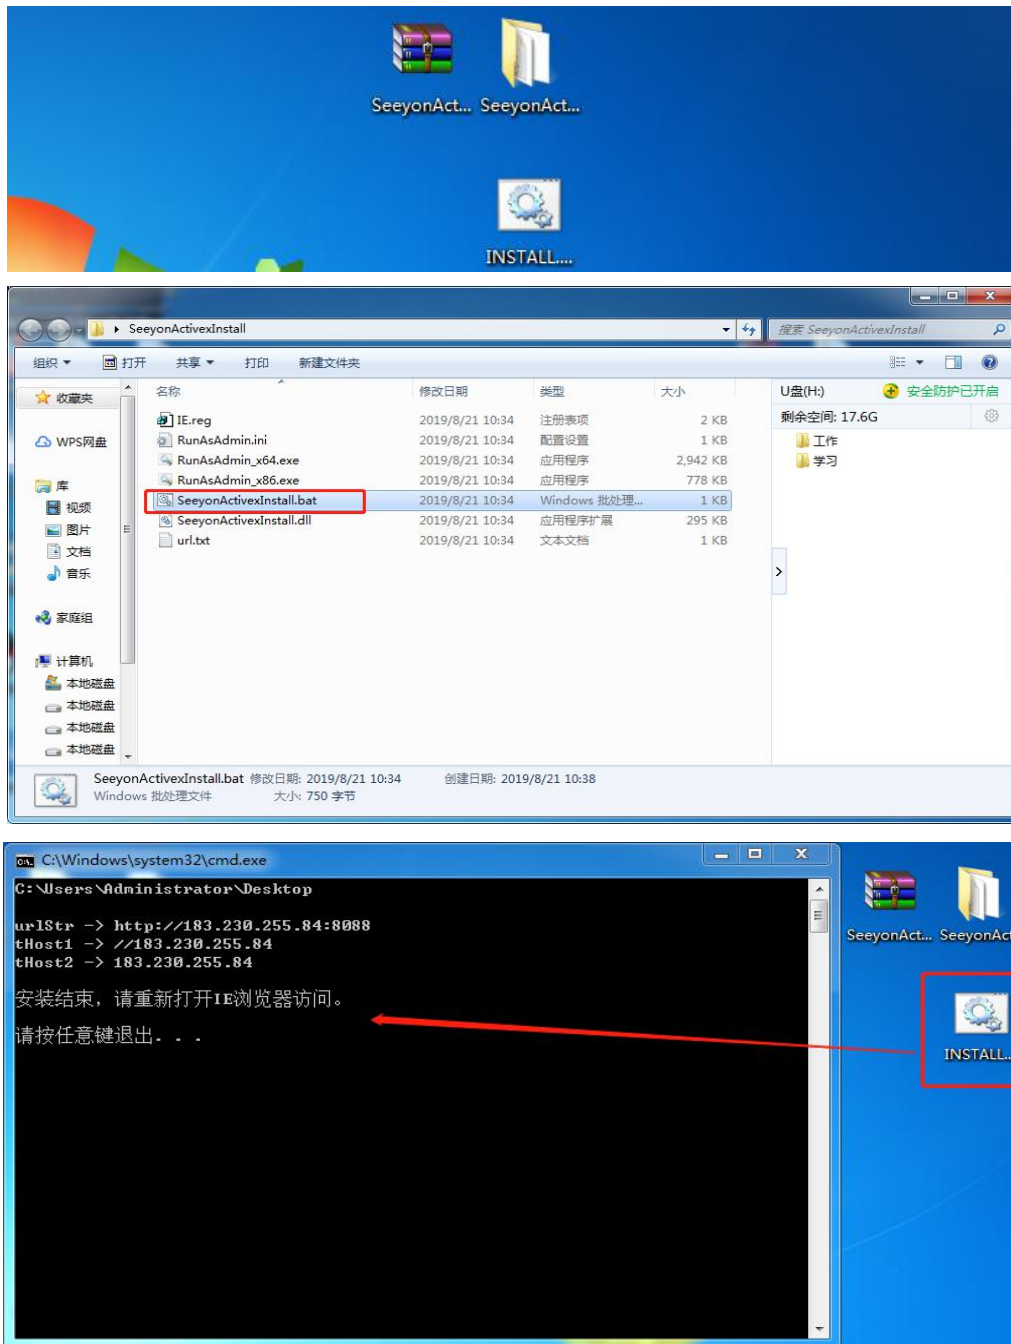 SeeyonAct... SeeyonAct...
INSTALL....
SeeyonActivexInstall
搜索 SeeyonActivexInstall
组织 打开 共享 打印 新建文件夹
收藏夹
WPS网盘
库
视频
图片
文档
音乐
家庭组
计算机
本地磁盘
本地磁盘
本地磁盘
本地磁盘
名称 修改日期 类型 大小
IE.reg 2019/8/21 10:34 注册表项 2 KB
RunAsAdmin.ini 2019/8/21 10:34 配置设置 1 KB
RunAsAdmin_x64.exe 2019/8/21 10:34 应用程序 2,942 KB
RunAsAdmin_x86.exe 2019/8/21 10:34 应用程序 778 KB
SeeyonActivexInstall.bat 2019/8/21 10:34 Windows 批处理... 1 KB
SeeyonActivexInstall.dll 2019/8/21 10:34 应用程序扩展 295 KB
url.txt 2019/8/21 10:34 文本文档 1 KB
U盘(H:) 安全防护已开启
剩余空间: 17.6G
工作
学习
SeeyonActivexInstall.bat 修改日期: 2019/8/21 10:34 创建日期: 2019/8/21 10:38
Windows 批处理文件 大小: 750 字节
C:\Windows\system32\cmd.exe
C:\Users\Administrator\Desktop
urlStr -> http://183.230.255.84:8088
tHost1 -> //183.230.255.84
tHost2 -> 183.230.255.84
安装结束，请重新打开IE浏览器访问。
请按任意键退出. . .
SeeyonAct... SeeyonAct
INSTALL..